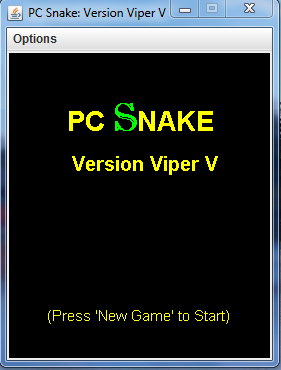 PC Snake: Version Viper V
Options
PC SNAKE
Version Viper V
(Press 'New Game' to Start)